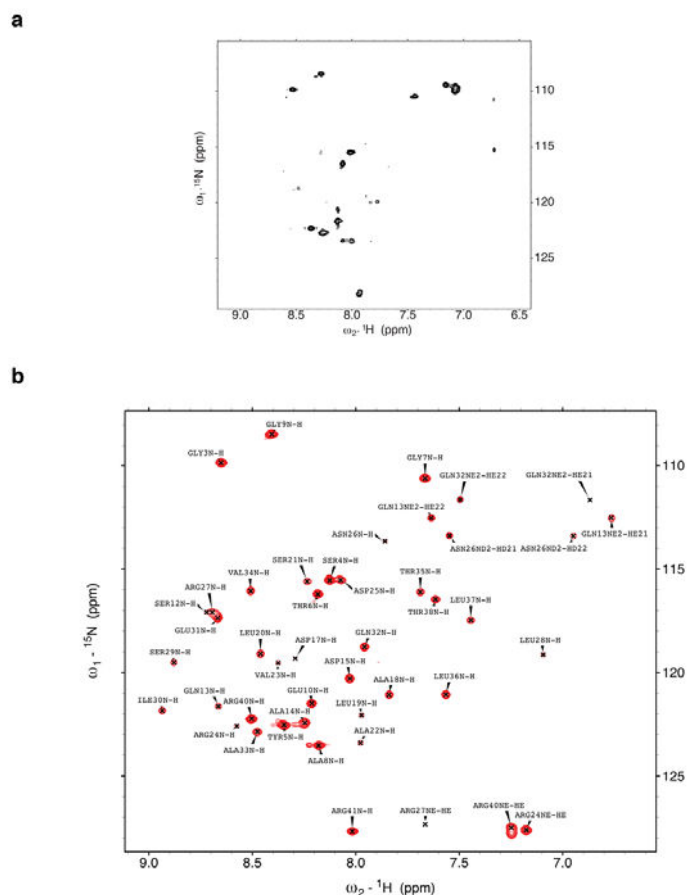 a
110
115
120
125
ω1-15N (ppm)
9.0 8.5 8.0 7.5 7.0 6.5
ω2-1H (ppm)
b
GLY9N-H
GLY3N-H
GLY7N-H
GLN32NE2-HE22
GLN32NE2-HE21
GLN13NE2-HE22
GLN13NE2-HE21
ASN26N-H
ASN26ND2-HD21
ASN26ND2-HD22
SER21N-H
SER4N-H
VAL34N-H
ASP25N-H
THR35N-H
ARG27N-H
THR6N-H
THR38N-H
LEU37N-H
SER12N-H
GLU31N-H
LEU20N-H
ASP17N-H
GLN32N-H
LEU28N-H
SER29N-H
VAL23N-H
ASP15N-H
ALA18N-H
LEU36N-H
GLN13N-H
GLU10N-H
ILE30N-H
ARG40N-H
ALA14N-H
LEU19N-H
ARG24N-H
TYR5N-H
ALA22N-H
ALA33N-H
ALA8N-H
ARG41N-H
ARG27NE-HE
ARG40NE-HE
ARG24NE-HE
110
115
120
125
ω1 - 15N (ppm)
9.0 8.5 8.0 7.5 7.0
ω2 - 1H (ppm)